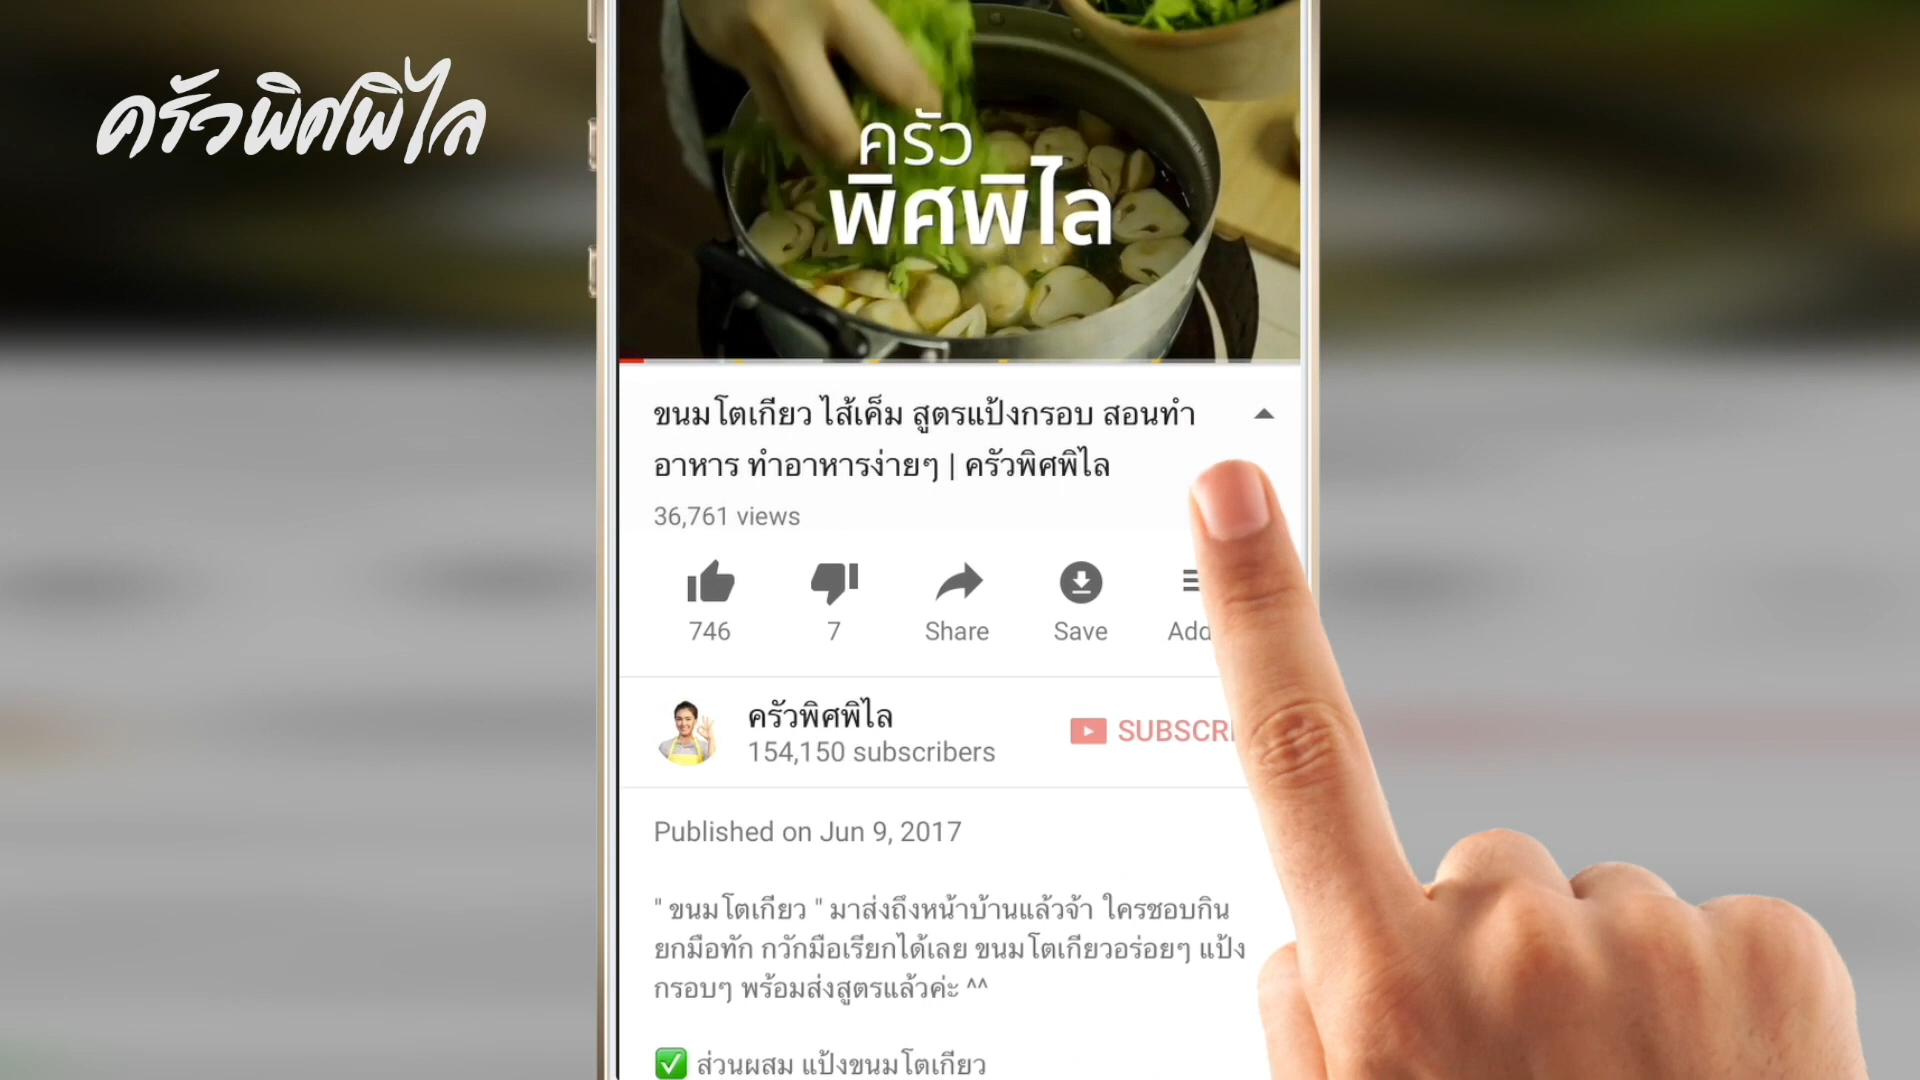 ครัวพิศพิไล
ครัว
พิศพิไล
ขนมโตเกียว ไส้เค็ม สูตรแป้งกรอบ สอนทำ
อาหาร ทำอาหารง่ายๆ | ครัวพิศพิไล
36,761 views
746
7
Share
Save
Add
ครัวพิศพิไล
154,150 subscribers
SUBSCRI
Published on Jun 9, 2017
" ขนมโตเกียว " มาส่งถึงหน้าบ้านแล้วจ้า ใครชอบกิน
ยกมือทัก กวักมือเรียกได้เลย ขนมโตเกียวอร่อยๆ แป้ง
กรอบๆ พร้อมส่งสูตรแล้วค่ะ ^^
✅ ส่วนผสม แป้งขนมโตเกียว